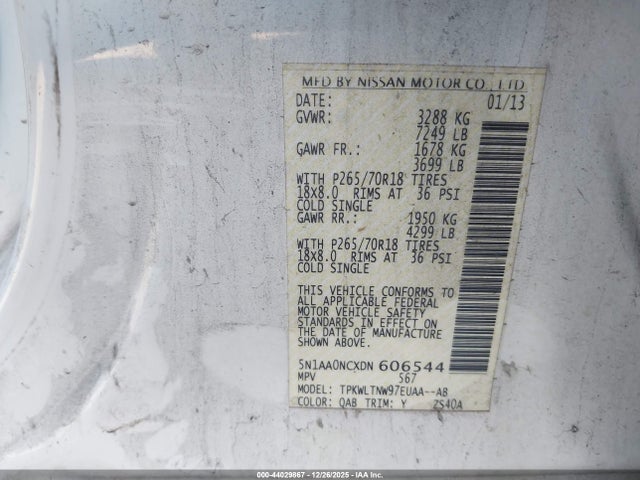 MFD BY NISSAN MOTOR CO., LTD
DATE: 01/13
GVWR: 3288 KG
7249 LB
GAWR FR.: 1678 KG
3699 LB
WITH P265/70R18 TIRES
18X8.0 RIMS AT 36 PSI
COLD SINGLE
GAWR RR.: 1950 KG
4299 LB
WITH P265/70R18 TIRES
18X8.0 RIMS AT 36 PSI
COLD SINGLE
THIS VEHICLE CONFORMS TO
ALL APPLICABLE FEDERAL
MOTOR VEHICLE SAFETY
STANDARDS IN EFFECT ON
THE DATE OF MANUFACTURE
SHOWN ABOVE.
5N1AA0NCXDN 606544
MPV S67
MODEL: TPKWLTNW97EUAA--AB
COLOR: QAB TRIM: Y 2S40A
000-44029867 - 12/26/2025 - IAAI, Inc.